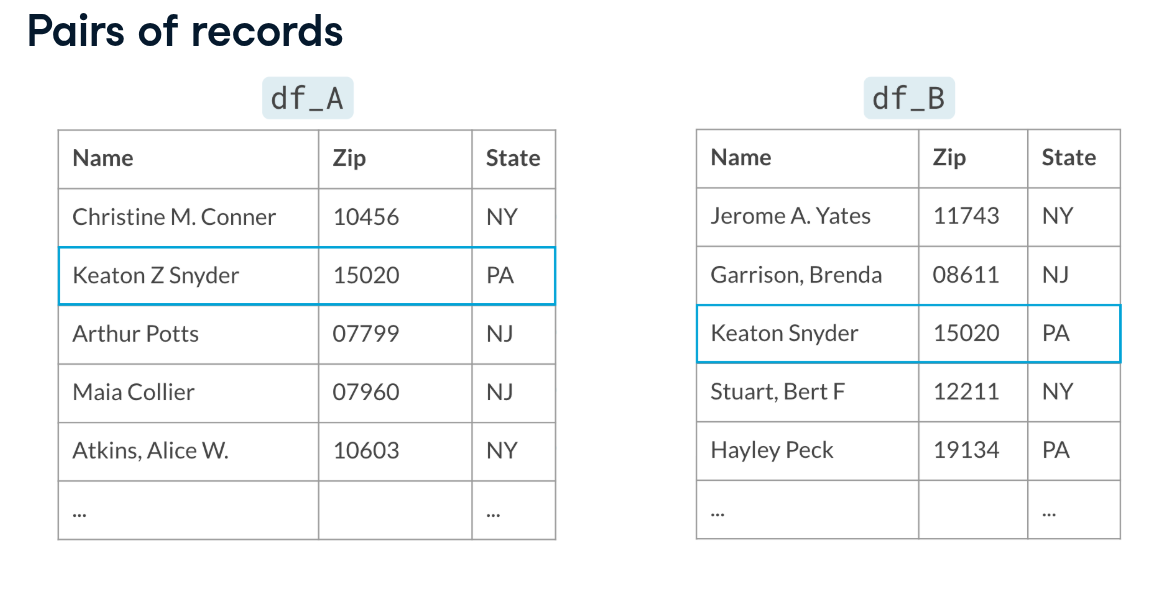 Pairs of records
df_A
Name Zip State
Christine M. Conner 10456 NY
Keaton Z Snyder 15020 PA
Arthur Potts 07799 NJ
Maia Collier 07960 NJ
Atkins, Alice W. 10603 NY
... ...
df_B
Name Zip State
Jerome A. Yates 11743 NY
Garrison, Brenda 08611 NJ
Keaton Snyder 15020 PA
Stuart, Bert F 12211 NY
Hayley Peck 19134 PA
... ...